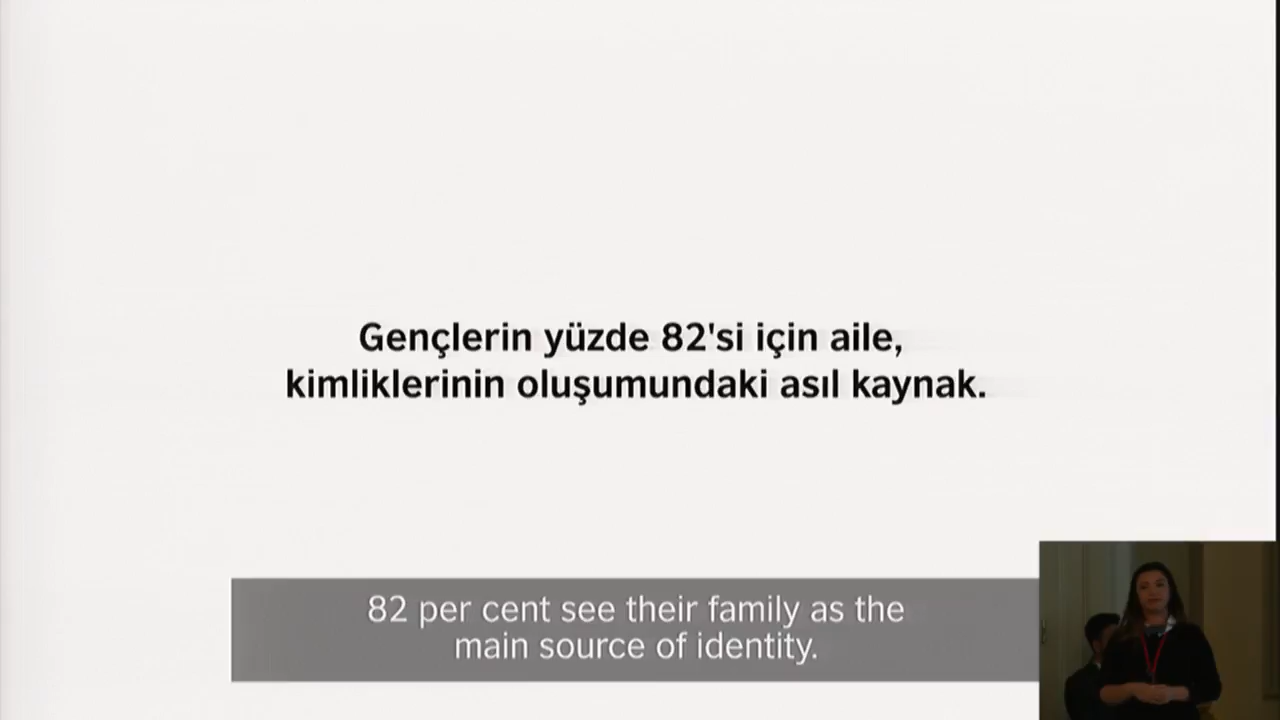 Gençlerin yüzde 82'si için aile,
kimliklerinin oluşumundaki asıl kaynak.
82 per cent see their family as the
main source of identity.